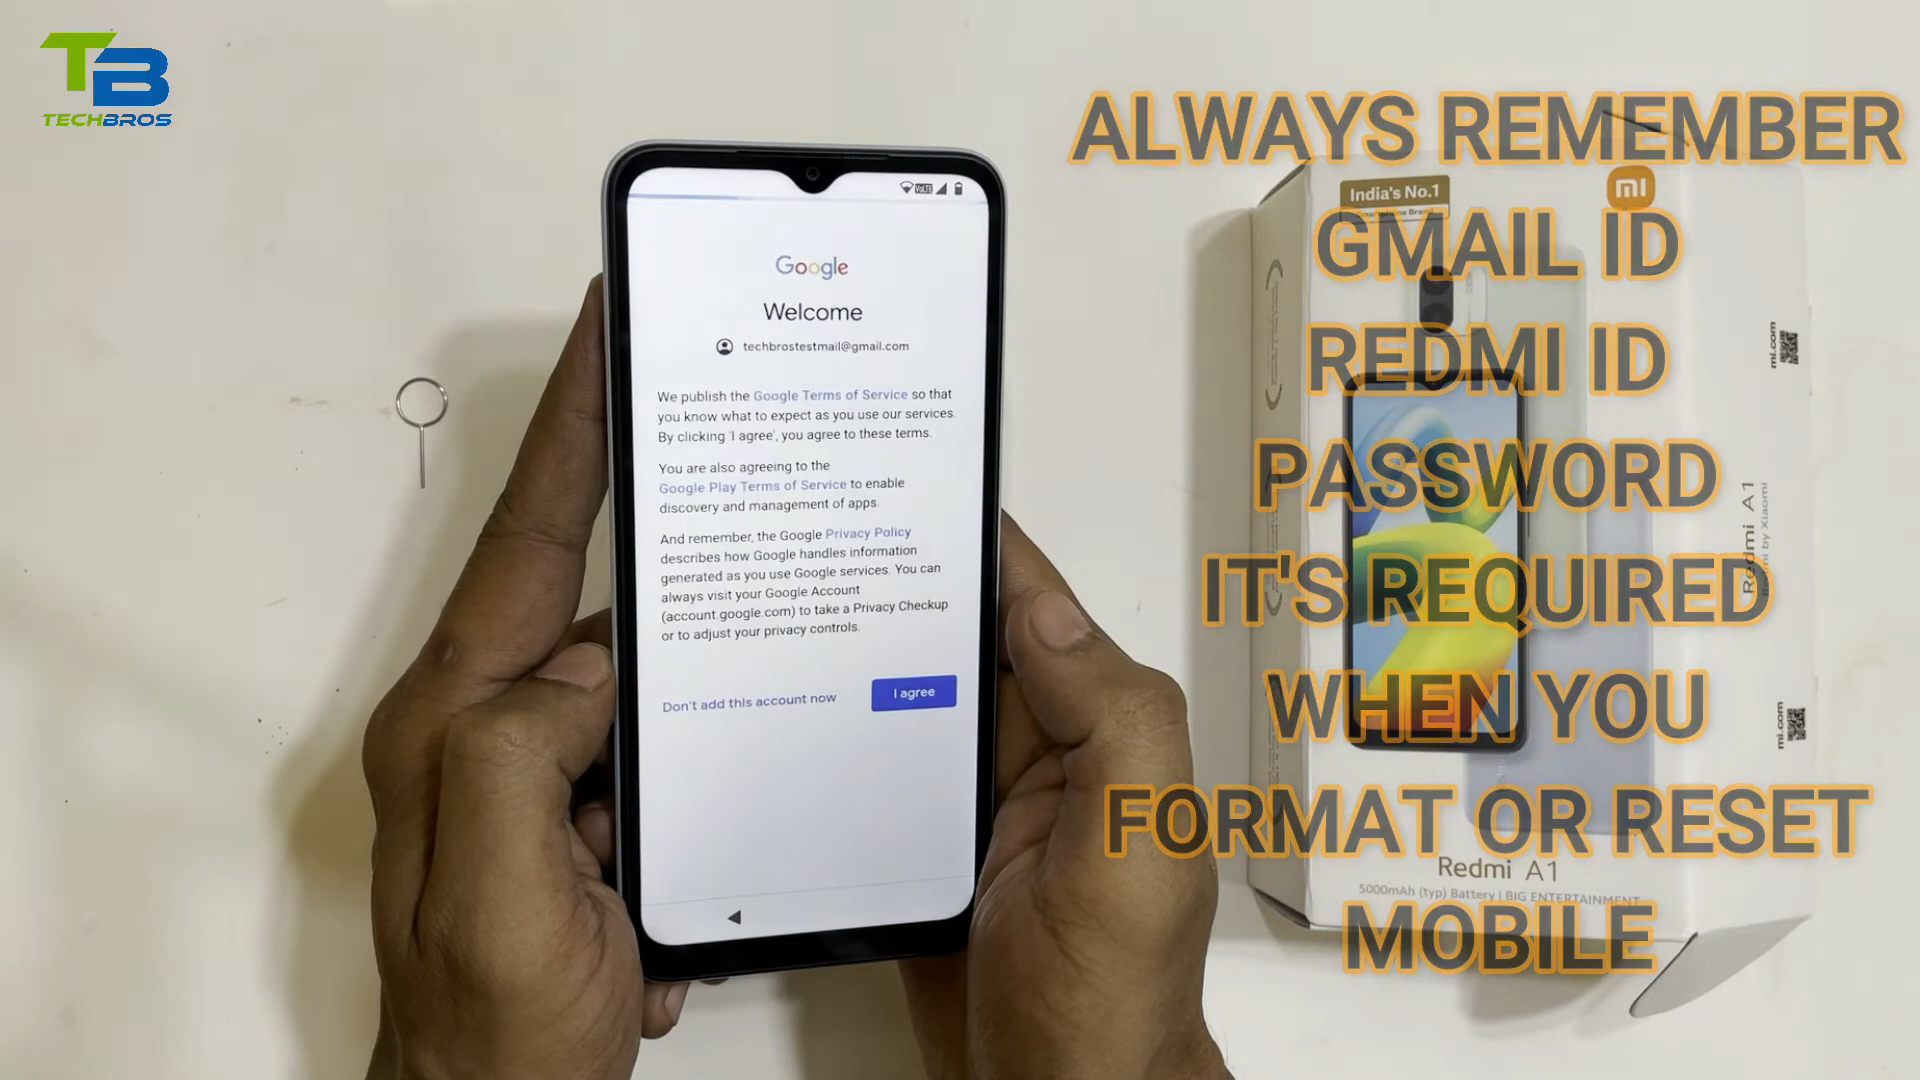 TB
TECHBROS
VoLTE
Google
Welcome
techbrostestmail@gmail.com
We publish the Google Terms of Service so that
you know what to expect as you use our services.
By clicking 'I agree', you agree to these terms.
You are also agreeing to the
Google Play Terms of Service to enable
discovery and management of apps.
And remember, the Google Privacy Policy
describes how Google handles information
generated as you use Google services. You can
always visit your Google Account
(account.google.com) to take a Privacy Checkup
or to adjust your privacy controls.
Don't add this account now
I agree
ALWAYS REMEMBER
GMAIL ID
REDMI ID
PASSWORD
IT'S REQUIRED
WHEN YOU
FORMAT OR RESET
MOBILE
India's No.1
mi
mi.com
Redmi A1
by Xiaomi
mi.com
Redmi A1
5000mAh (typ) Battery | BIG ENTERTAINMENT